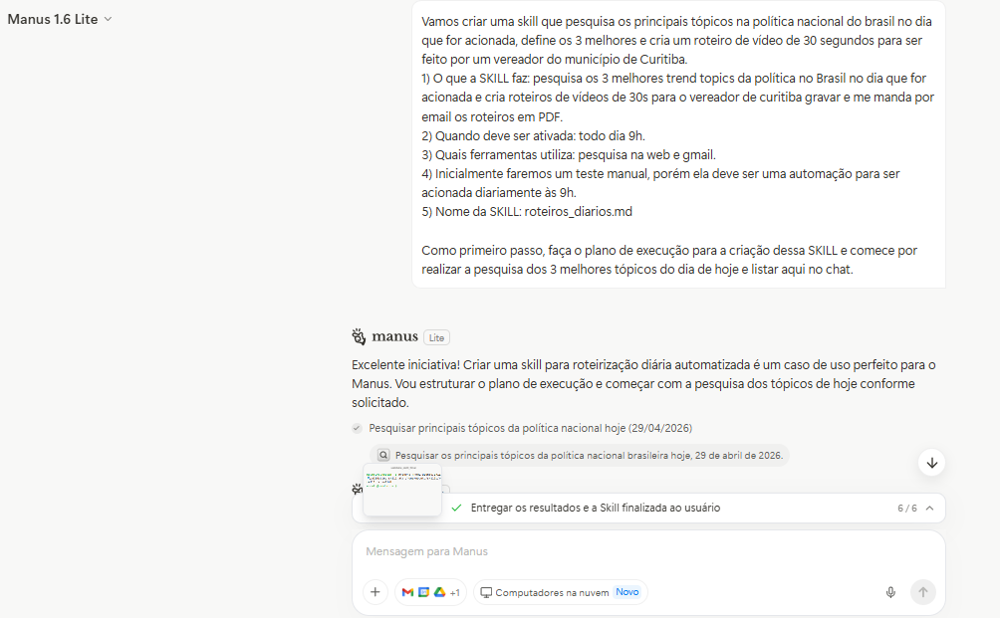 Manus 1.6 Lite
Vamos criar uma skill que pesquisa os principais tópicos na política nacional do brasil no dia
que for acionada, define os 3 melhores e cria um roteiro de vídeo de 30 segundos para ser
feito por um vereador do município de Curitiba.
1) O que a SKILL faz: pesquisa os 3 melhores trend topics da política no Brasil no dia que for
acionada e cria roteiros de vídeos de 30s para o vereador de curitiba gravar e me manda por
email os roteiros em PDF.
2) Quando deve ser ativada: todo dia 9h.
3) Quais ferramentas utiliza: pesquisa na web e gmail.
4) Inicialmente faremos um teste manual, porém ela deve ser uma automação para ser
acionada diariamente às 9h.
5) Nome da SKILL: roteiros_diarios.md
Como primeiro passo, faça o plano de execução para a criação dessa SKILL e comece por
realizar a pesquisa dos 3 melhores tópicos do dia de hoje e listar aqui no chat.
manus Lite
Excelente iniciativa! Criar uma skill para roteirização diária automatizada é um caso de uso perfeito para o
Manus. Vou estruturar o plano de execução e começar com a pesquisa dos tópicos de hoje conforme
solicitado.
Pesquisar principais tópicos da política nacional hoje (29/04/2026)
Pesquisar os principais tópicos da política nacional brasileira hoje, 29 de abril de 2026.
Entregar os resultados e a Skill finalizada ao usuário 6 / 6
Mensagem para Manus
+1 Computadores na nuvem Novo